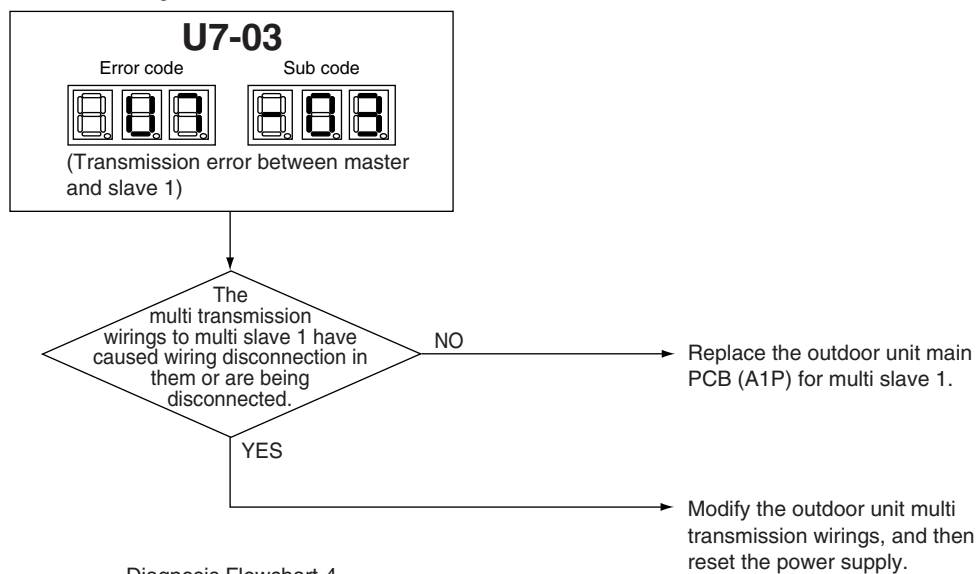 U7-03
Error code Sub code
U7 -03
(Transmission error between master
and slave 1)
The
multi transmission
wirings to multi slave 1 have
caused wiring disconnection in
them or are being
disconnected.
NO
Replace the outdoor unit main
PCB (A1P) for multi slave 1.
YES
Modify the outdoor unit multi
transmission wirings, and then
reset the power supply.